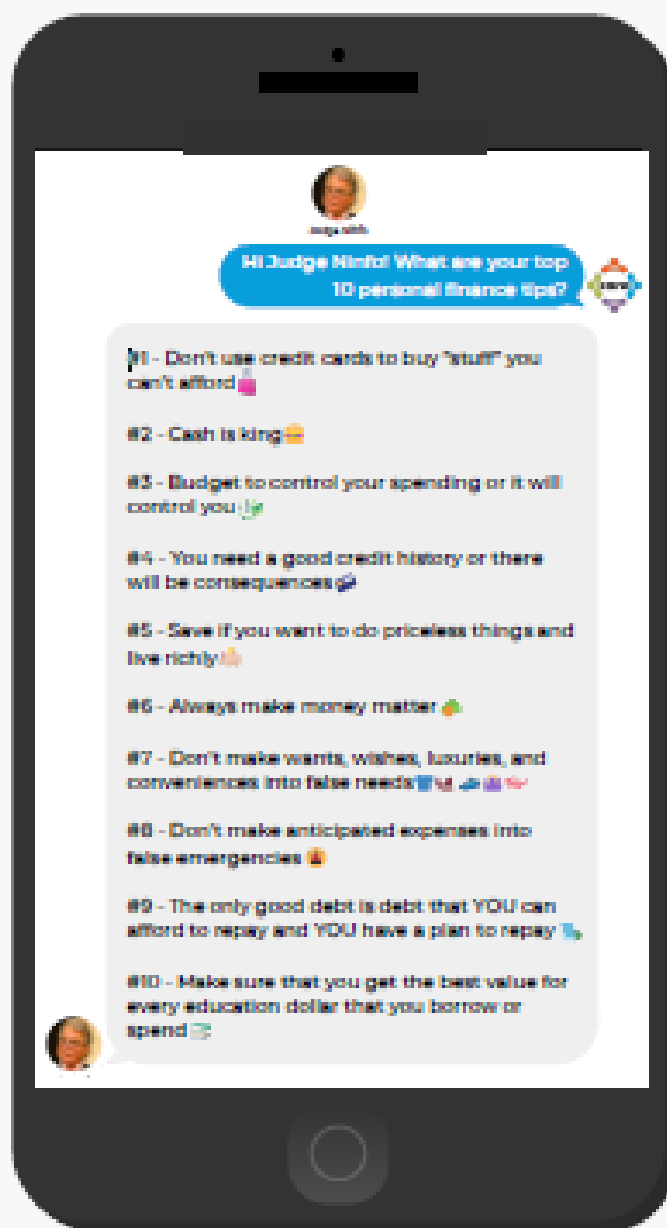 Hi Judge Ninfo! What are your top
10 personal finance tips?
#1 - Don't use credit cards to buy "stuff" you
can't afford
#2 - Cash is king
#3 - Budget to control your spending or it will
control you
#4 - You need a good credit history or there
will be consequences
#5 - Save if you want to do priceless things and
live richly
#6 - Always make money matter
#7 - Don't make wants, wishes, luxuries, and
conveniences into false needs
#8 - Don't make anticipated expenses into
false emergencies
#9 - The only good debt is debt that YOU can
afford to repay and YOU have a plan to repay
#10 - Make sure that you get the best value for
every education dollar that you borrow or
spend